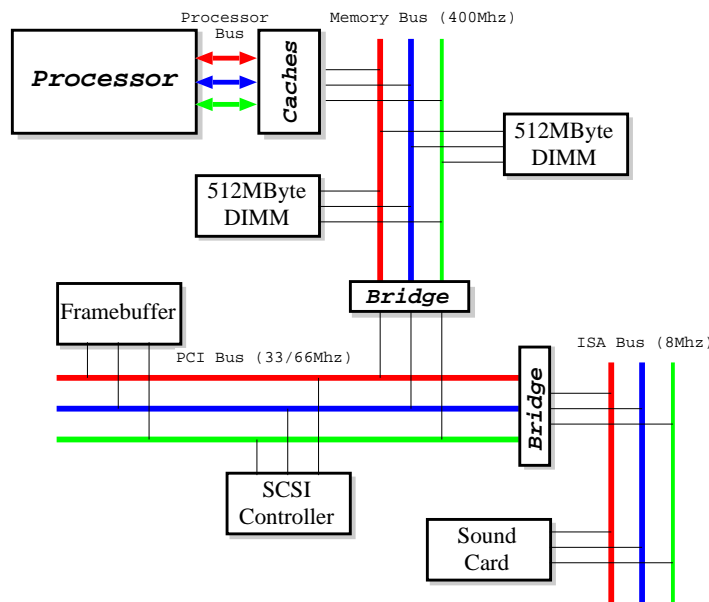 Processor
Bus
Memory Bus (400Mhz)
Processor
Caches
512MByte
DIMM
512MByte
DIMM
Bridge
Framebuffer
PCI Bus (33/66Mhz)
ISA Bus (8Mhz)
Bridge
SCSI
Controller
Sound
Card